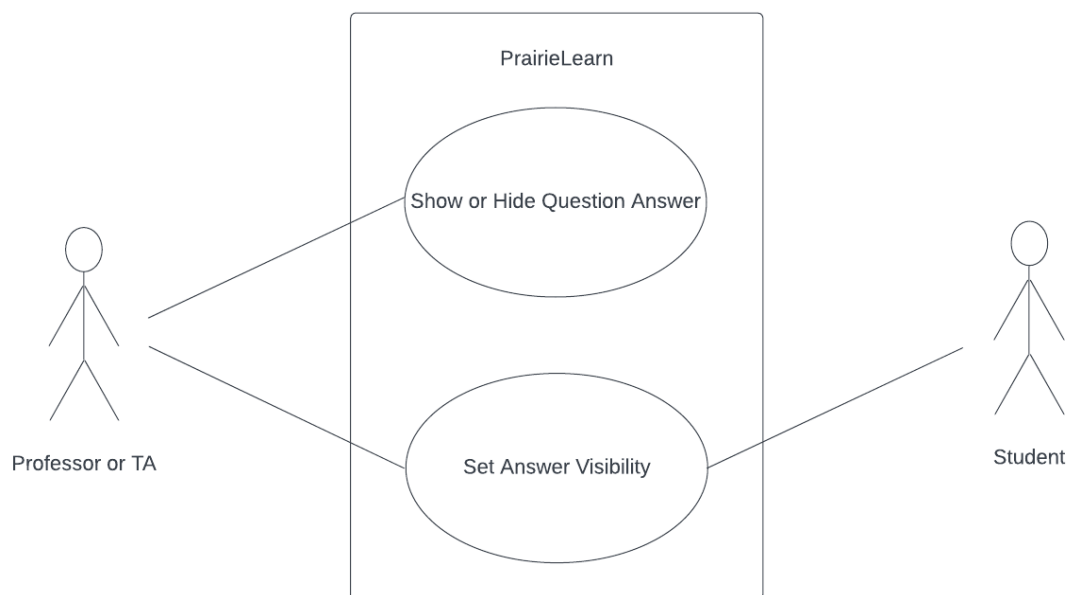 PrairieLearn
Show or Hide Question Answer
Set Answer Visibility
Professor or TA
Student